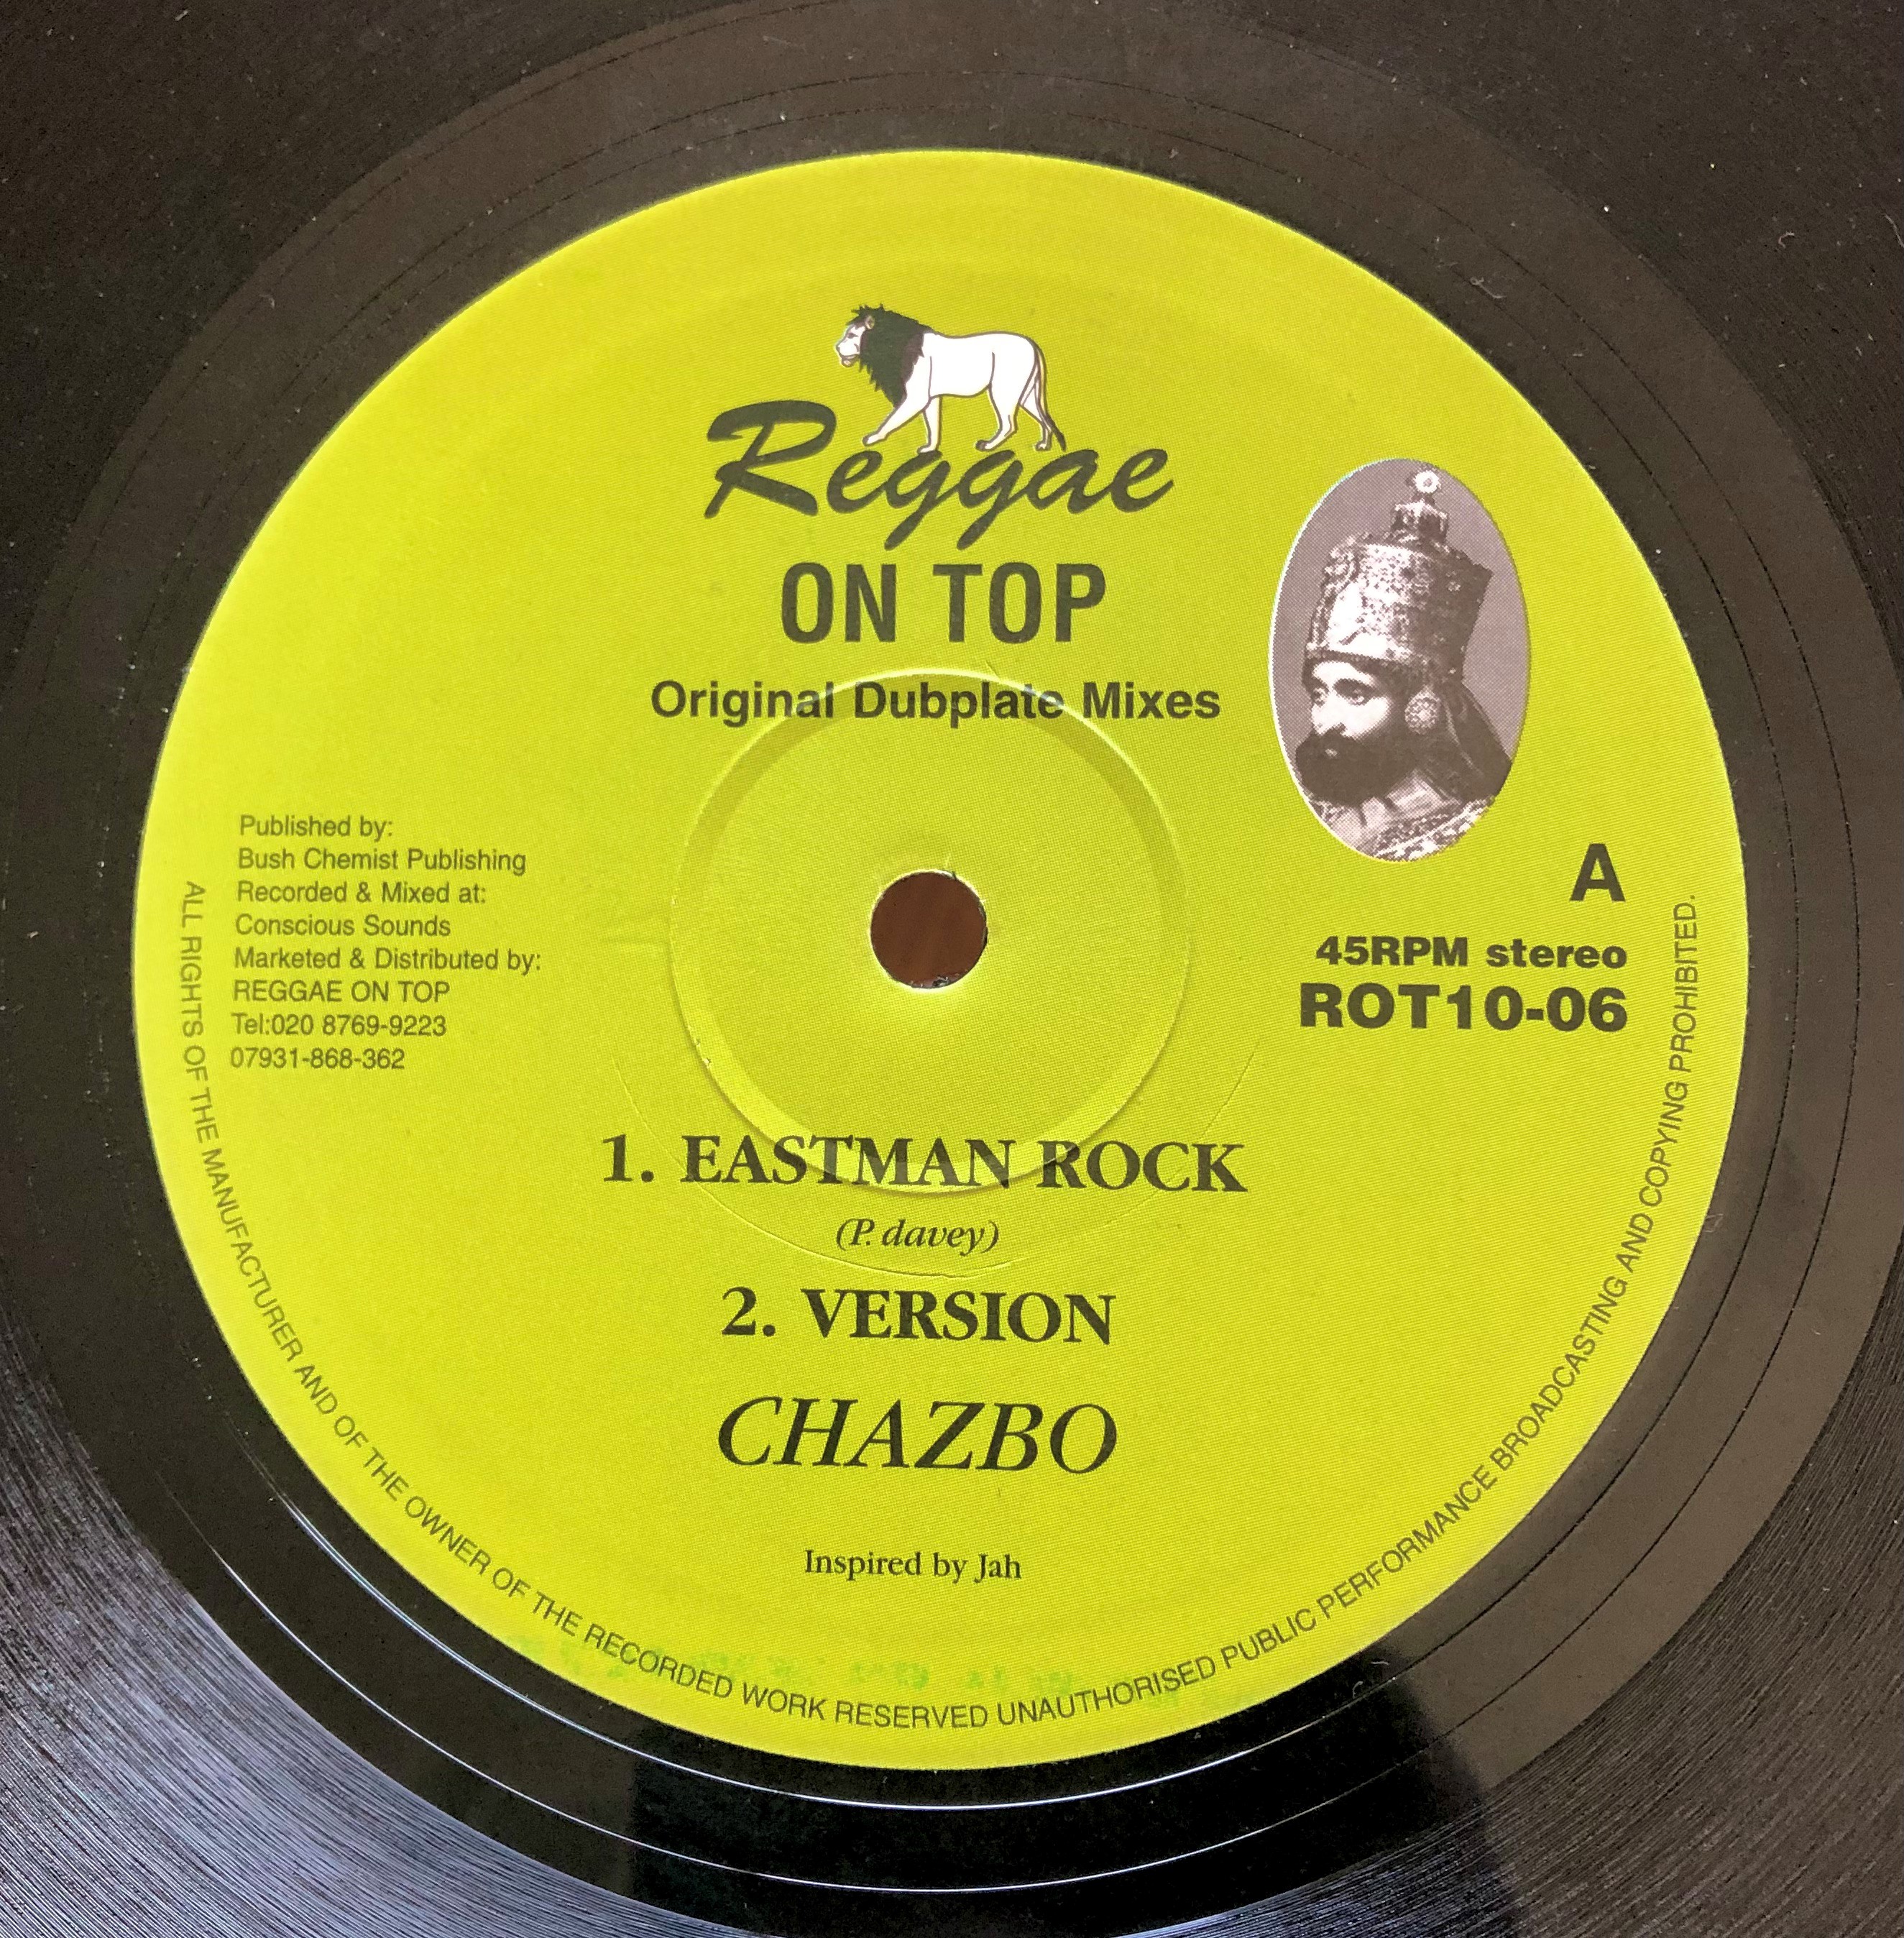 Reggae
ON TOP
Original Dubplate Mixes
Published by:
Bush Chemist Publishing
Recorded & Mixed at:
Conscious Sounds
Marketed & Distributed by:
REGGAE ON TOP
Tel:020 8769-9223
07931-868-362
A
45RPM stereo
ROT10-06
1. EASTMAN ROCK
(P. davey)
2. VERSION
CHAZBO
Inspired by Jah
ALL RIGHTS OF THE MANUFACTURER AND OF THE OWNER OF THE RECORDED WORK RESERVED UNAUTHORISED PUBLIC PERFORMANCE BROADCASTING AND COPYING PROHIBITED.